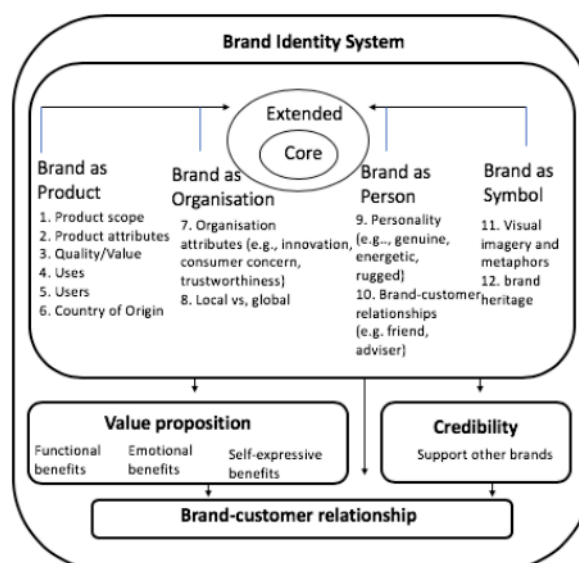 Brand Identity System
Extended
Core
Brand as
Product
1. Product scope
2. Product attributes
3. Quality/Value
4. Uses
5. Users
6. Country of Origin
Brand as
Organisation
7. Organisation
attributes (e.g., innovation,
consumer concern,
trustworthiness)
8. Local vs, global
Brand as
Person
9. Personality
(e.g.., genuine,
energetic,
rugged)
10. Brand-customer
relationships
(e.g. friend,
adviser)
Brand as
Symbol
11. Visual
imagery and
metaphors
12. brand
heritage
Value proposition
Functional
benefits
Emotional
benefits
Self-expressive
benefits
Credibility
Support other brands
Brand-customer relationship